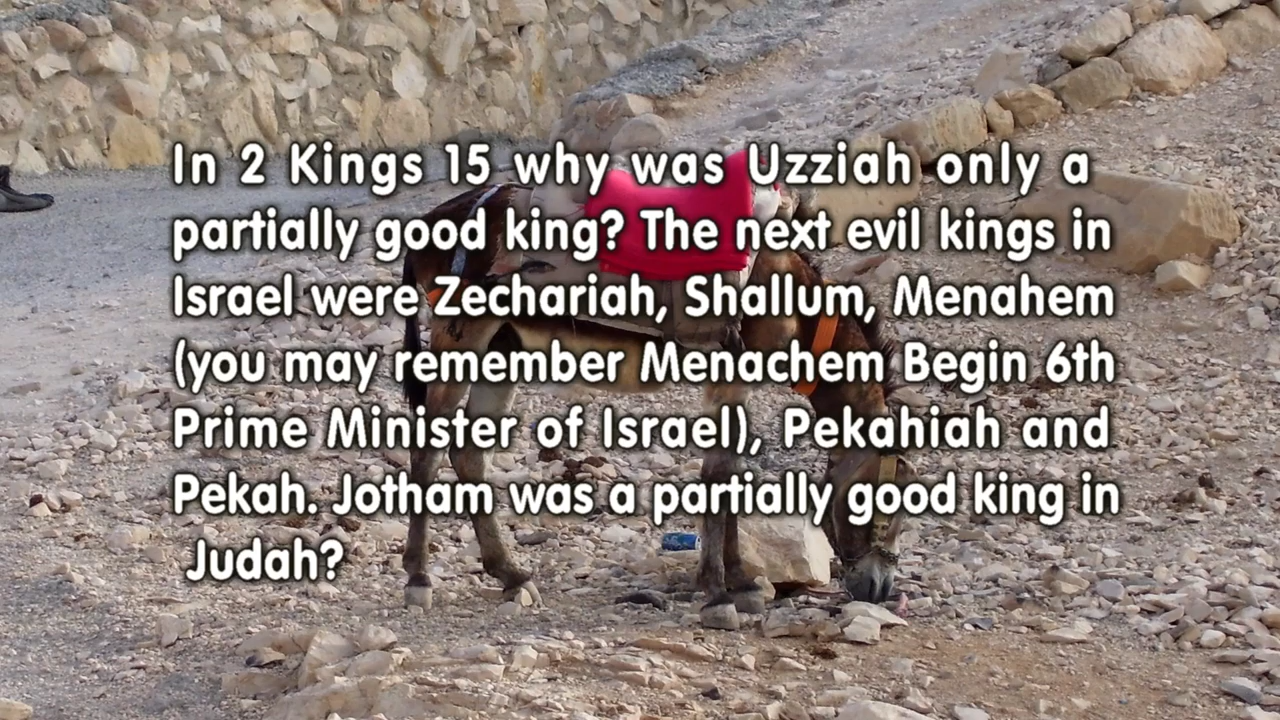 In 2 Kings 15 why was Uzziah only a
partially good king? The next evil kings in
Israel were Zechariah, Shallum, Menahem
(you may remember Menachem Begin 6th
Prime Minister of Israel), Pekahiah and
Pekah. Jotham was a partially good king in
Judah?